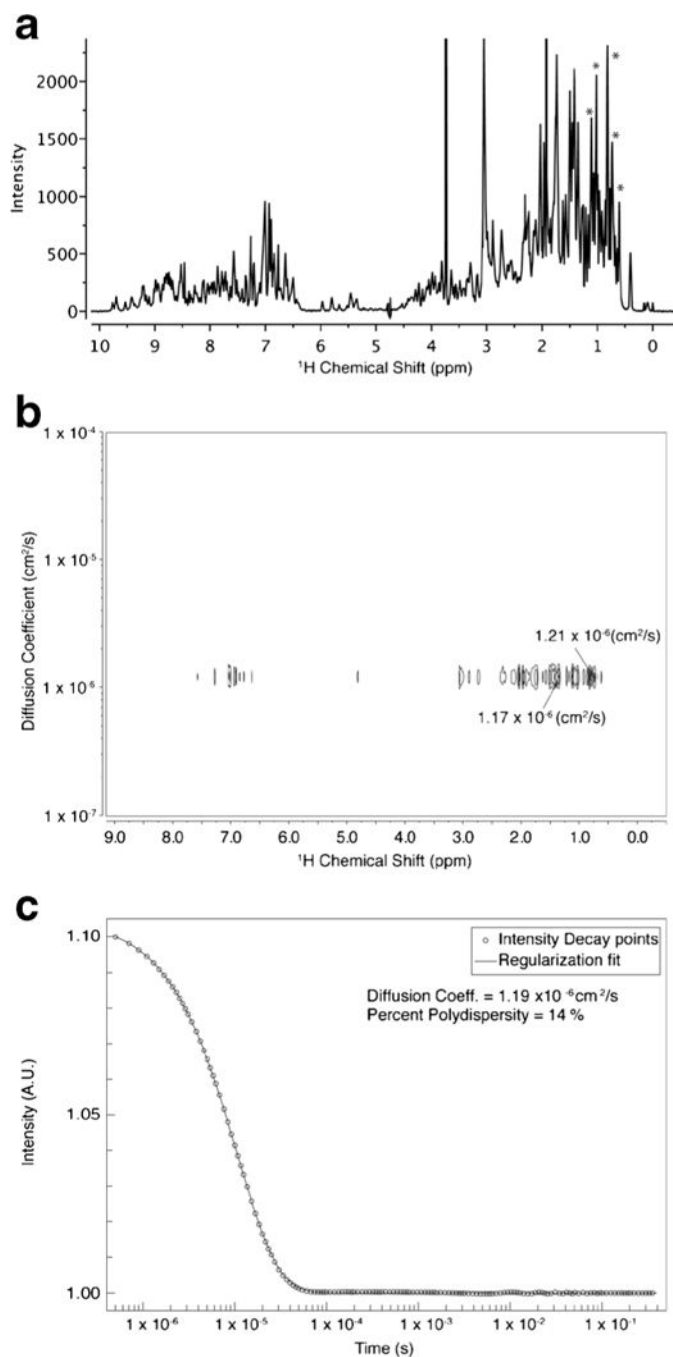 a
2000
1500
1000
500
0
Intensity
10 9 8 7 6 5 4 3 2 1 0
¹H Chemical Shift (ppm)
* * * * *
b
1 x 10⁻⁴
1 x 10⁻⁵
1 x 10⁻⁶
1 x 10⁻⁷
Diffusion Coefficient (cm²/s)
1.21 x 10⁻⁶(cm²/s)
1.17 x 10⁻⁶(cm²/s)
9.0 8.0 7.0 6.0 5.0 4.0 3.0 2.0 1.0 0.0
¹H Chemical Shift (ppm)
c
1.10
1.05
1.00
Intensity (A.U.)
Intensity Decay points
Regularization fit
Diffusion Coeff. = 1.19 x10⁻⁶cm²/s
Percent Polydispersity = 14 %
1 x 10⁻⁶ 1 x 10⁻⁵ 1 x 10⁻⁴ 1 x 10⁻³ 1 x 10⁻² 1 x 10⁻¹
Time (s)